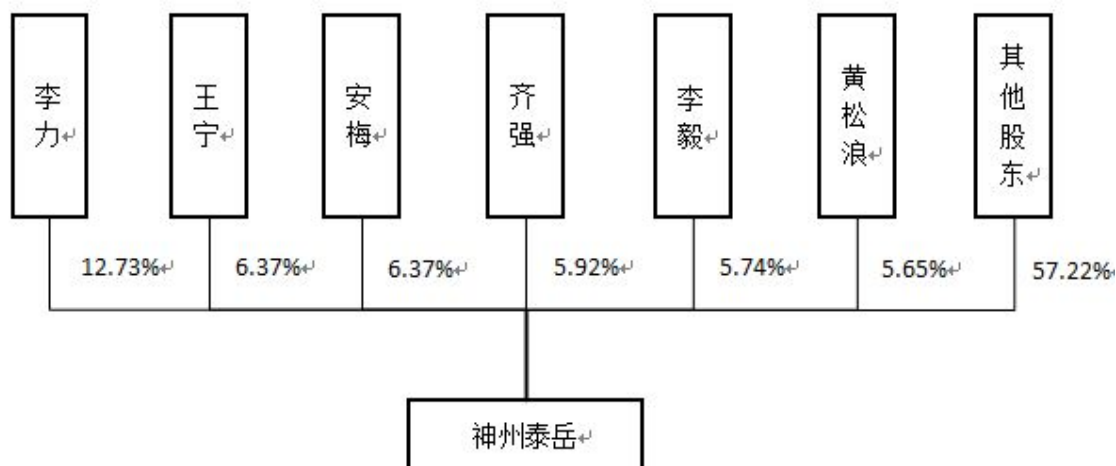 李力
王宁
安梅
齐强
李毅
黄松浪
其他股东
12.73%
6.37%
6.37%
5.92%
5.74%
5.65%
57.22%
神州泰岳